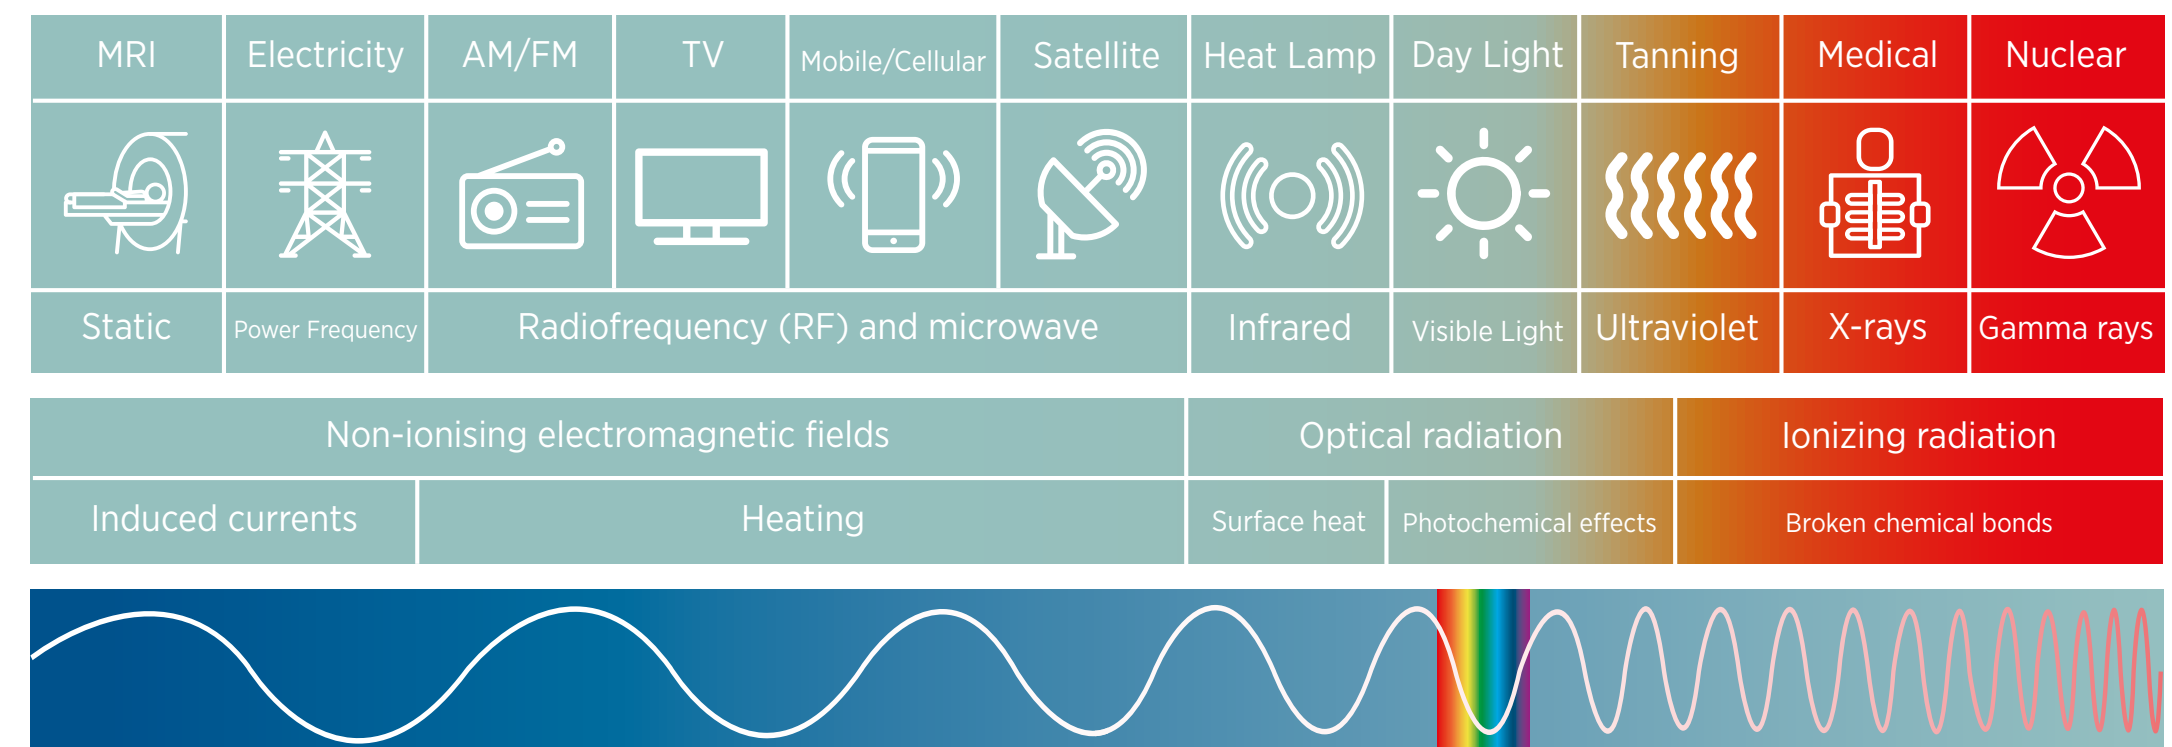 MRI Electricity AM/FM TV Mobile/Cellular Satellite Heat Lamp Day Light Tanning Medical Nuclear
Static Power Frequency Radiofrequency (RF) and microwave Infrared Visible Light Ultraviolet X-rays Gamma rays
Non-ionising electromagnetic fields Optical radiation Ionizing radiation
Induced currents Heating Surface heat Photochemical effects Broken chemical bonds